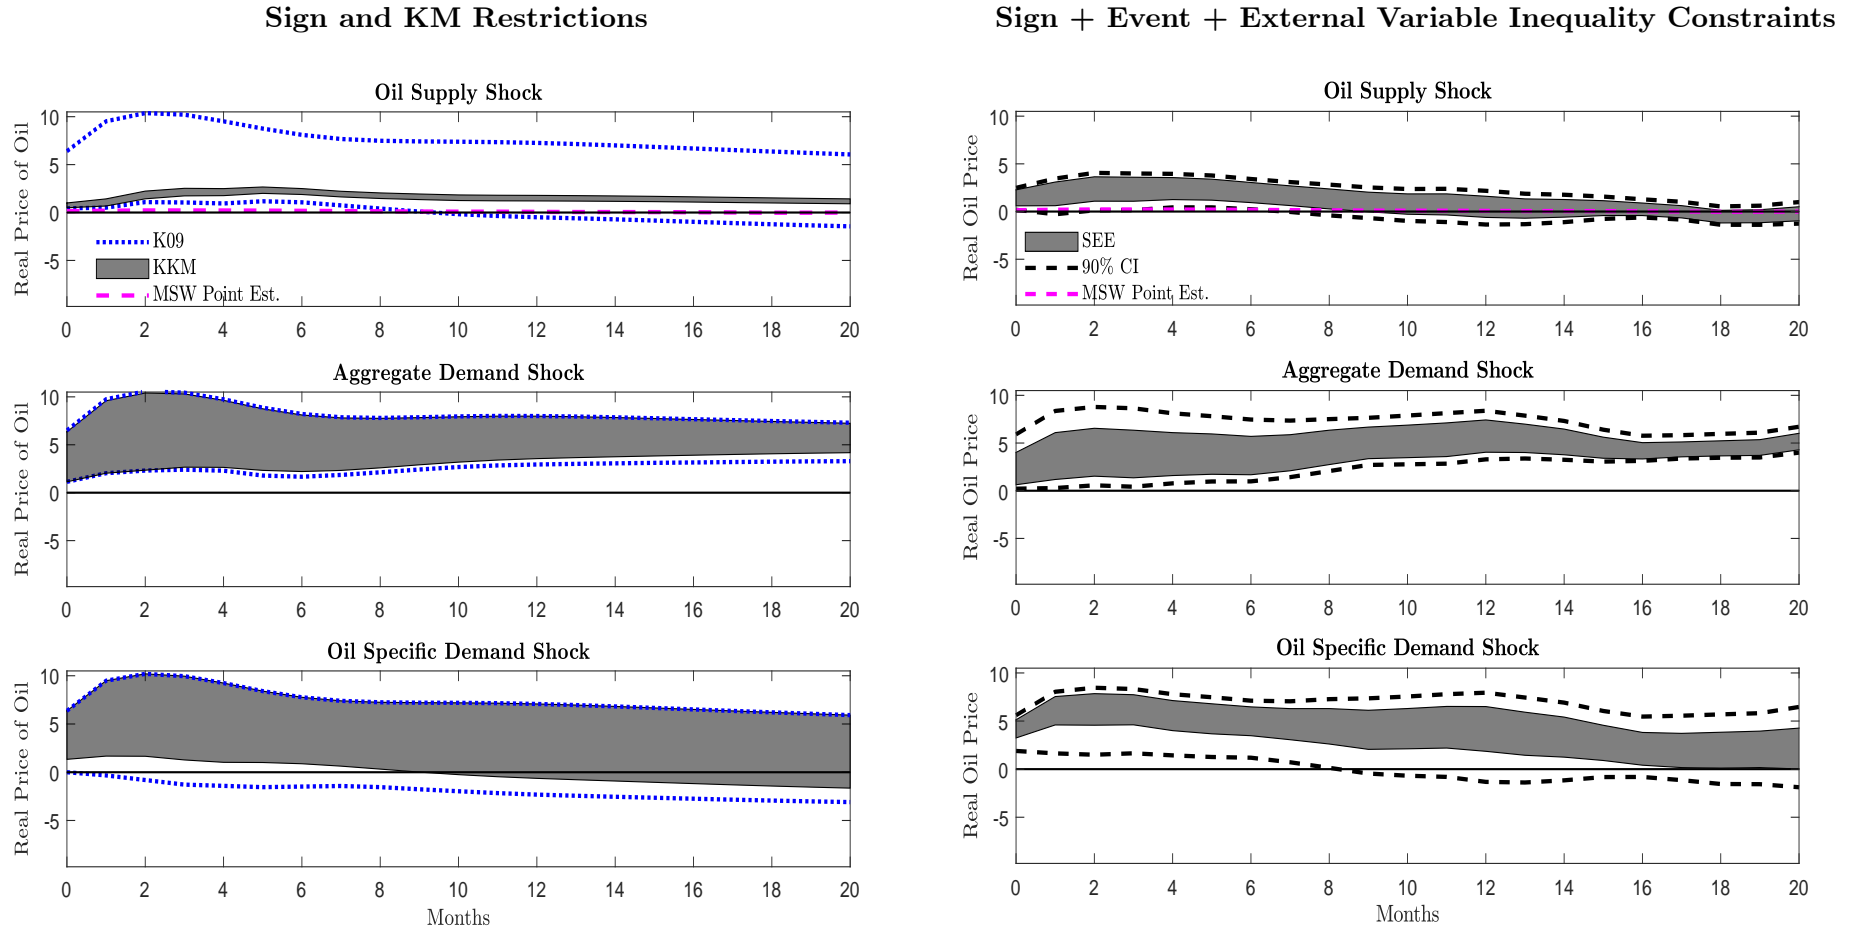 Sign and KM Restrictions
Oil Supply Shock
Real Price of Oil
10
5
0
-5
K09
KKM
MSW Point Est.
0 2 4 6 8 10 12 14 16 18 20
Aggregate Demand Shock
Real Price of Oil
10
5
0
-5
0 2 4 6 8 10 12 14 16 18 20
Oil Specific Demand Shock
Real Price of Oil
10
5
0
-5
0 2 4 6 8 10 12 14 16 18 20
Months
Sign + Event + External Variable Inequality Constraints
Oil Supply Shock
Real Oil Price
10
5
0
-5
SEE
90% CI
MSW Point Est.
0 2 4 6 8 10 12 14 16 18 20
Aggregate Demand Shock
Real Oil Price
10
5
0
-5
0 2 4 6 8 10 12 14 16 18 20
Oil Specific Demand Shock
Real Oil Price
10
5
0
-5
0 2 4 6 8 10 12 14 16 18 20
Months